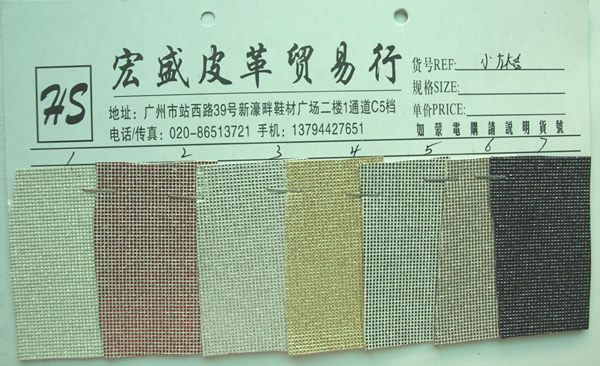 宏盛皮革贸易行
HS
地址：广州市站西路39号新濠畔鞋材广场二楼1通道C5档
电话/传真：020-86513721 手机：13794427651
货号REF: 小方格
规格SIZE:
单价PRICE:
如蒙電購請説明貨號
1 2 3 4 5 6 7